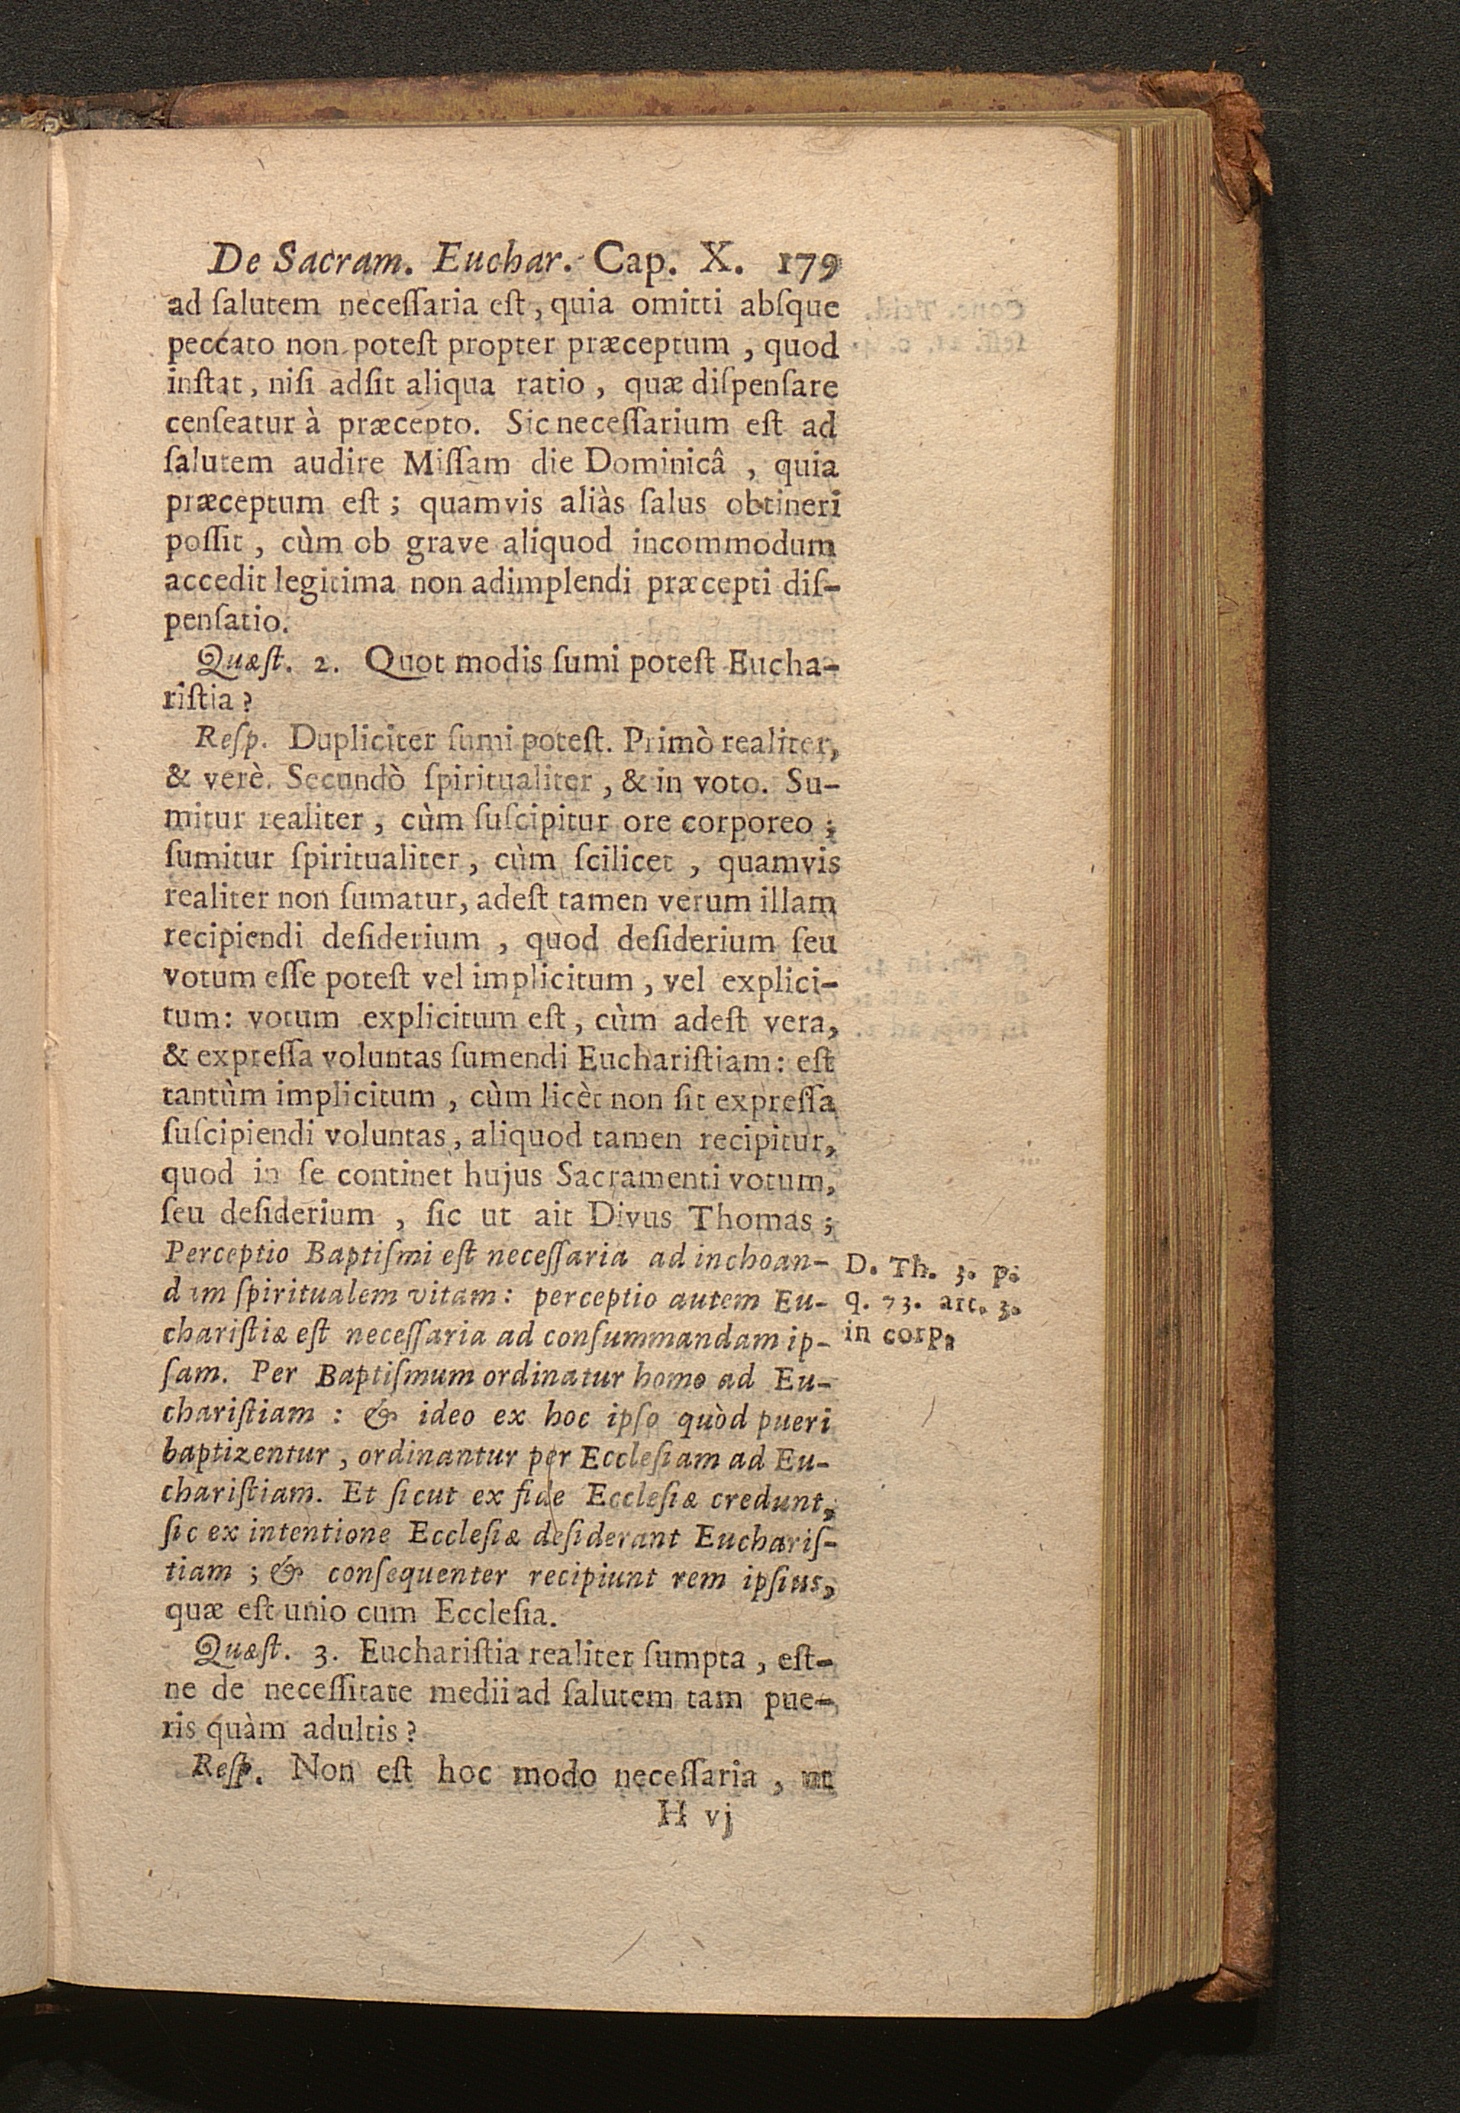 De Sacram. Euchar. Cap. X. 179
ad ſalutem neceſſaria eſt, quia omitti abſque
peccato non poteſt propter præceptum, quod
inſtat, niſi adſit aliqua ratio, quæ diſpenſare
cenſeatur à præcepto. Sic neceſſarium eſt ad
ſalutem audire Miſſam die Dominicâ, quia
præceptum eſt; quamvis aliàs ſalus obtineri
poſſit, cùm ob grave aliquod incommodum
accedit legitima non adimplendi præcepti diſ-
penſatio.
Quæſt. 2. Quot modis ſumi poteſt Eucha-
riſtia?
Reſp. Dupliciter ſumi poteſt. Primò realiter,
& verè. Secundò ſpiritualiter, & in voto. Su-
mitur realiter, cùm ſuſcipitur ore corporeo;
ſumitur ſpiritualiter, cùm ſcilicet, quamvis
realiter non ſumatur, adeſt tamen verum illam
recipiendi deſiderium, quod deſiderium ſeu
votum eſſe poteſt vel implicitum, vel explici-
tum: votum explicitum eſt, cùm adeſt vera,
& expreſſa voluntas ſumendi Euchariſtiam: eſt
tantùm implicitum, cùm licèt non ſit expreſſa
ſuſcipiendi voluntas, aliquod tamen recipitur,
quod in ſe continet hujus Sacramenti votum,
ſeu deſiderium, ſic ut ait Divus Thomas;
Perceptio Baptiſmi eſt neceſſaria ad inchoan-
dum ſpiritualem vitam: perceptio autem Eu-
chariſtiæ eſt neceſſaria ad conſummandam ip-
ſam. Per Baptiſmum ordinatur homo ad Eu-
chariſtiam: & ideo ex hoc ipſo quòd pueri
baptizentur, ordinantur per Eccleſiam ad Eu-
chariſtiam. Et ſicut ex fide Eccleſiæ credunt,
ſic ex intentione Eccleſiæ deſiderant Euchariſ-
tiam; & conſequenter recipiunt rem ipſius,
quæ eſt unio cum Eccleſia.
Quæſt. 3. Euchariſtia realiter ſumpta, eſt-
ne de neceſſitate medii ad ſalutem tam pue-
ris quàm adultis?
Reſp. Non eſt hoc modo neceſſaria, ut
H vj
D. Th. 3. p.
q. 73. art. 3.
in corp.